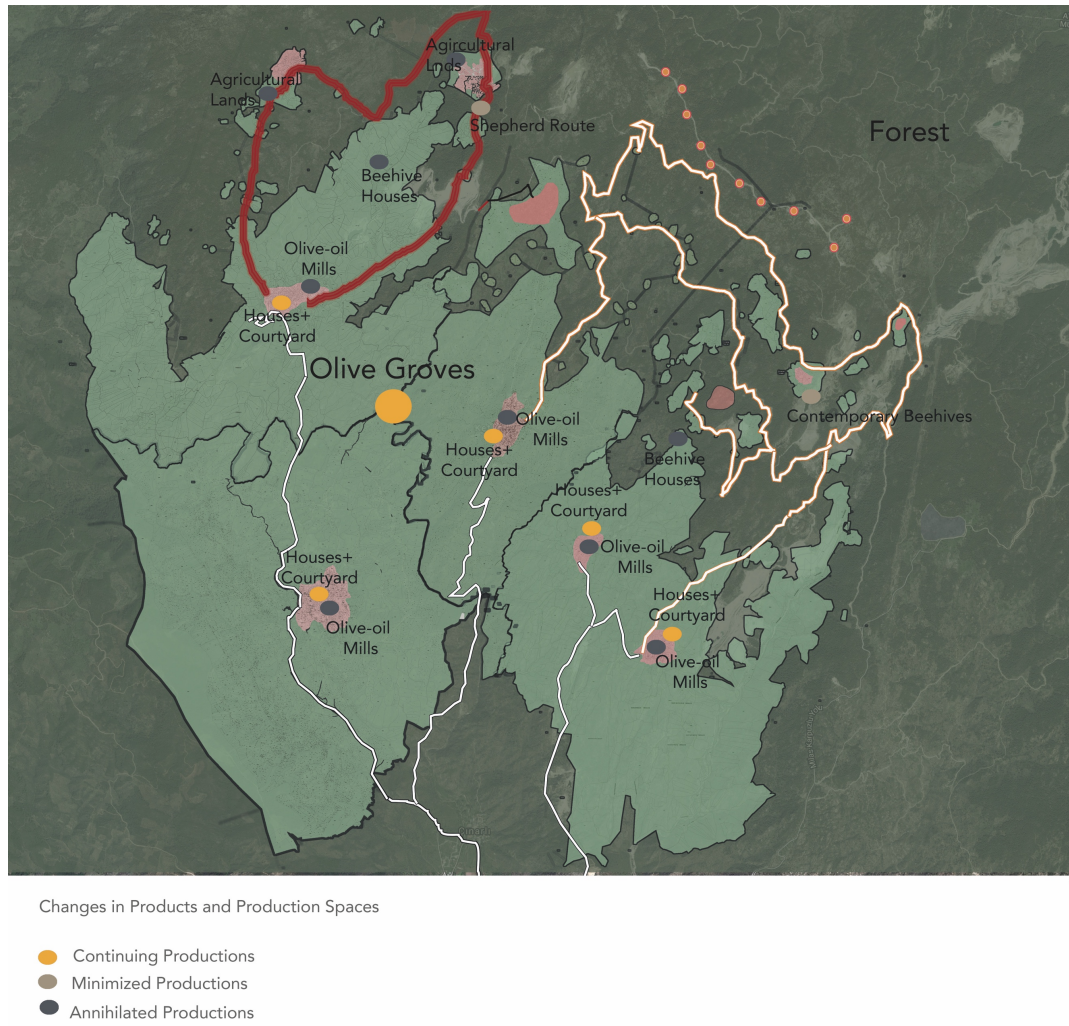 Agircultural
Lnds
Agricultural
Lands
Shepherd Route
Forest
Beehive
Houses
Olive-oil
Mills
Houses+
Courtyard
Olive Groves
Olive-oil
Mills
Houses+
Courtyard
Contemporary Beehives
Beehive
Houses
Houses+
Courtyard
Olive-oil
Mills
Houses+
Courtyard
Olive-oil
Mills
Houses+
Courtyard
Olive-oil
Mills
Changes in Products and Production Spaces
Continuing Productions
Minimized Productions
Annihilated Productions